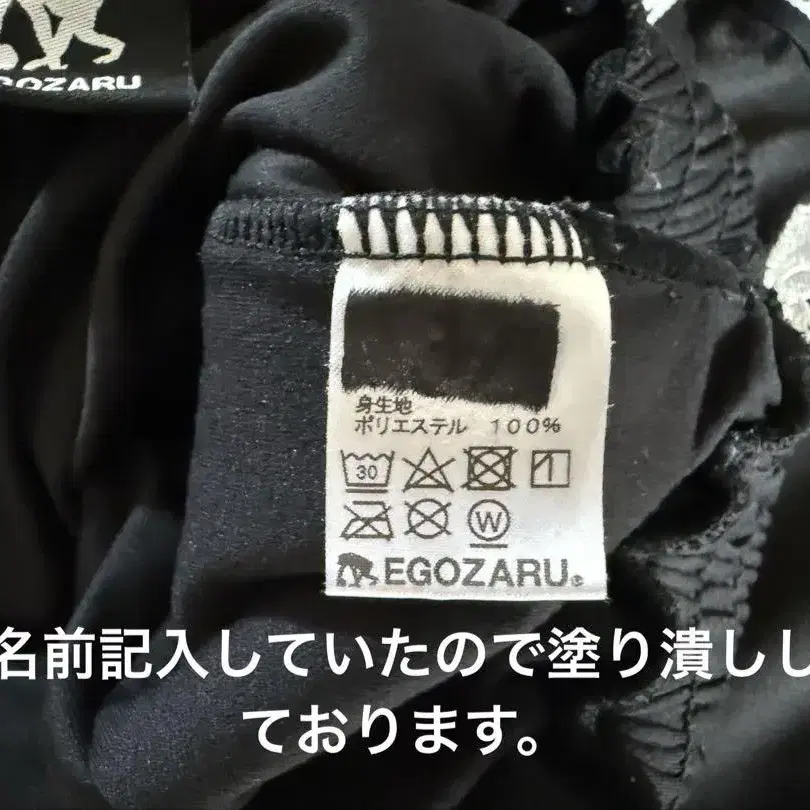 EGOZARU
身生地
ポリエステル 100%
30
W
EGOZARU®
名前記入していたので塗り潰しし
ております。